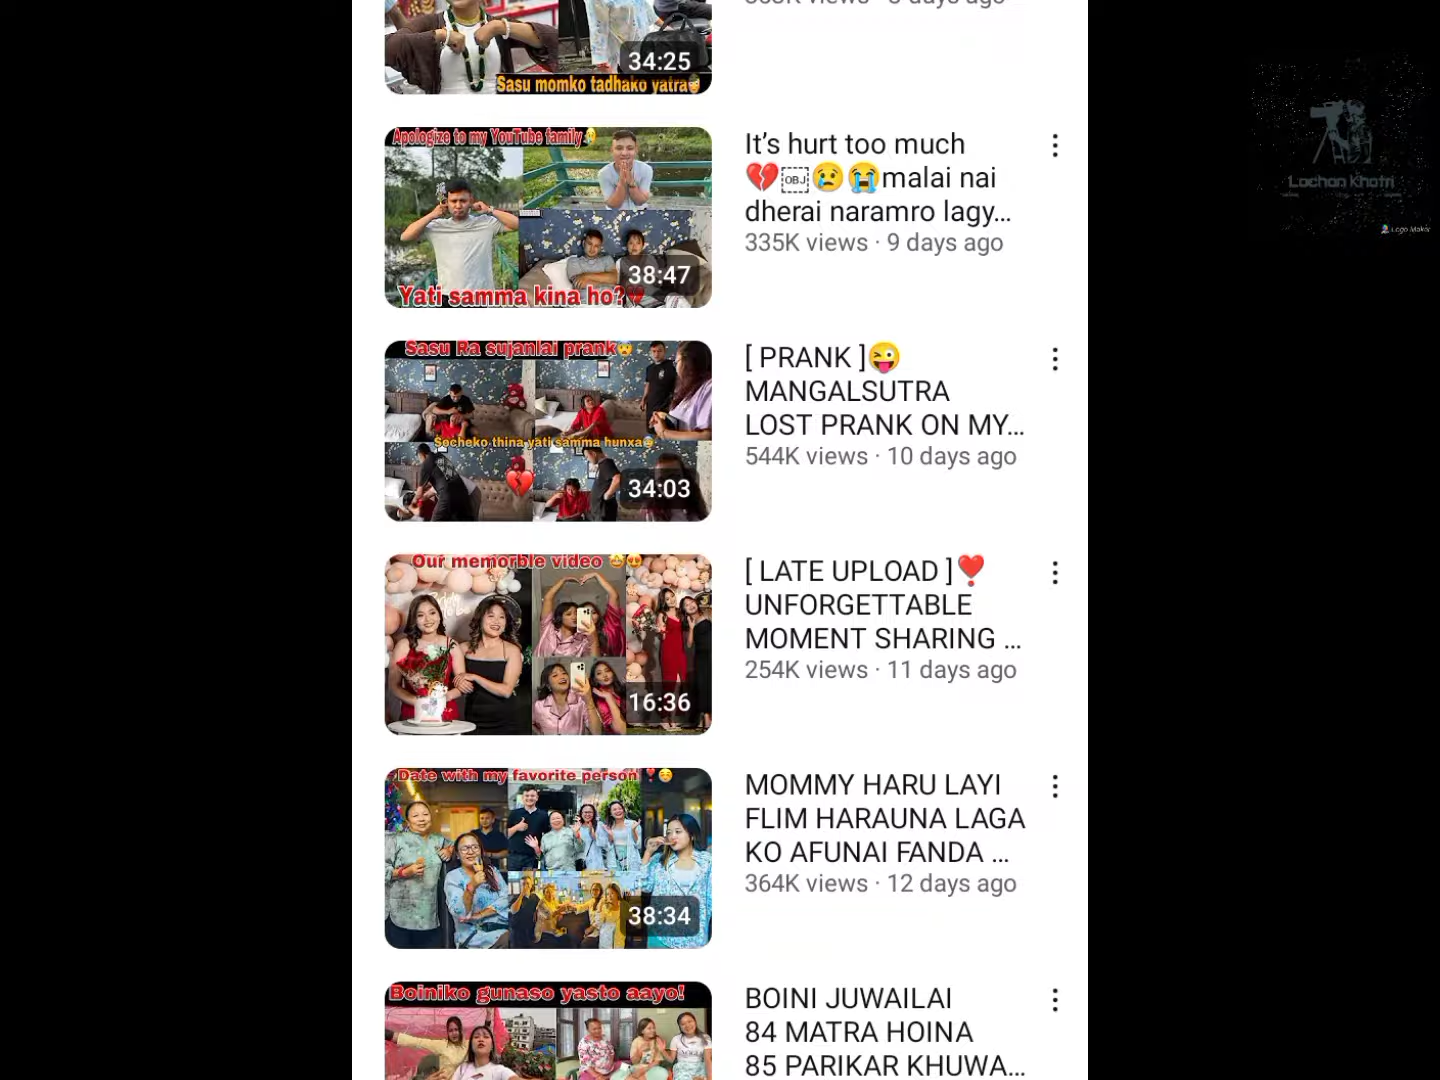 34:25
Sasu momko tadhako yatra
Apologize to my YouTube family
38:47
Yati samma kina ho?
It's hurt too much
💔OBJ😢😭malai nai
dherai naramro lagy...
335K views · 9 days ago
Sasu Ra sujanlai prank
Socheko thina yati samma hunxa
34:03
[ PRANK ]😜
MANGALSUTRA
LOST PRANK ON MY...
544K views · 10 days ago
Our memorble video
16:36
[ LATE UPLOAD ]❣️
UNFORGETTABLE
MOMENT SHARING ...
254K views · 11 days ago
Date with my favorite person
38:34
MOMMY HARU LAYI
FLIM HARAUNA LAGA
KO AFUNAI FANDA ...
364K views · 12 days ago
Boiniko gunaso yasto aayo!
BOINI JUWAILAI
84 MATRA HOINA
85 PARIKAR KHUWA...
Lochan Khatri
Logo Maker